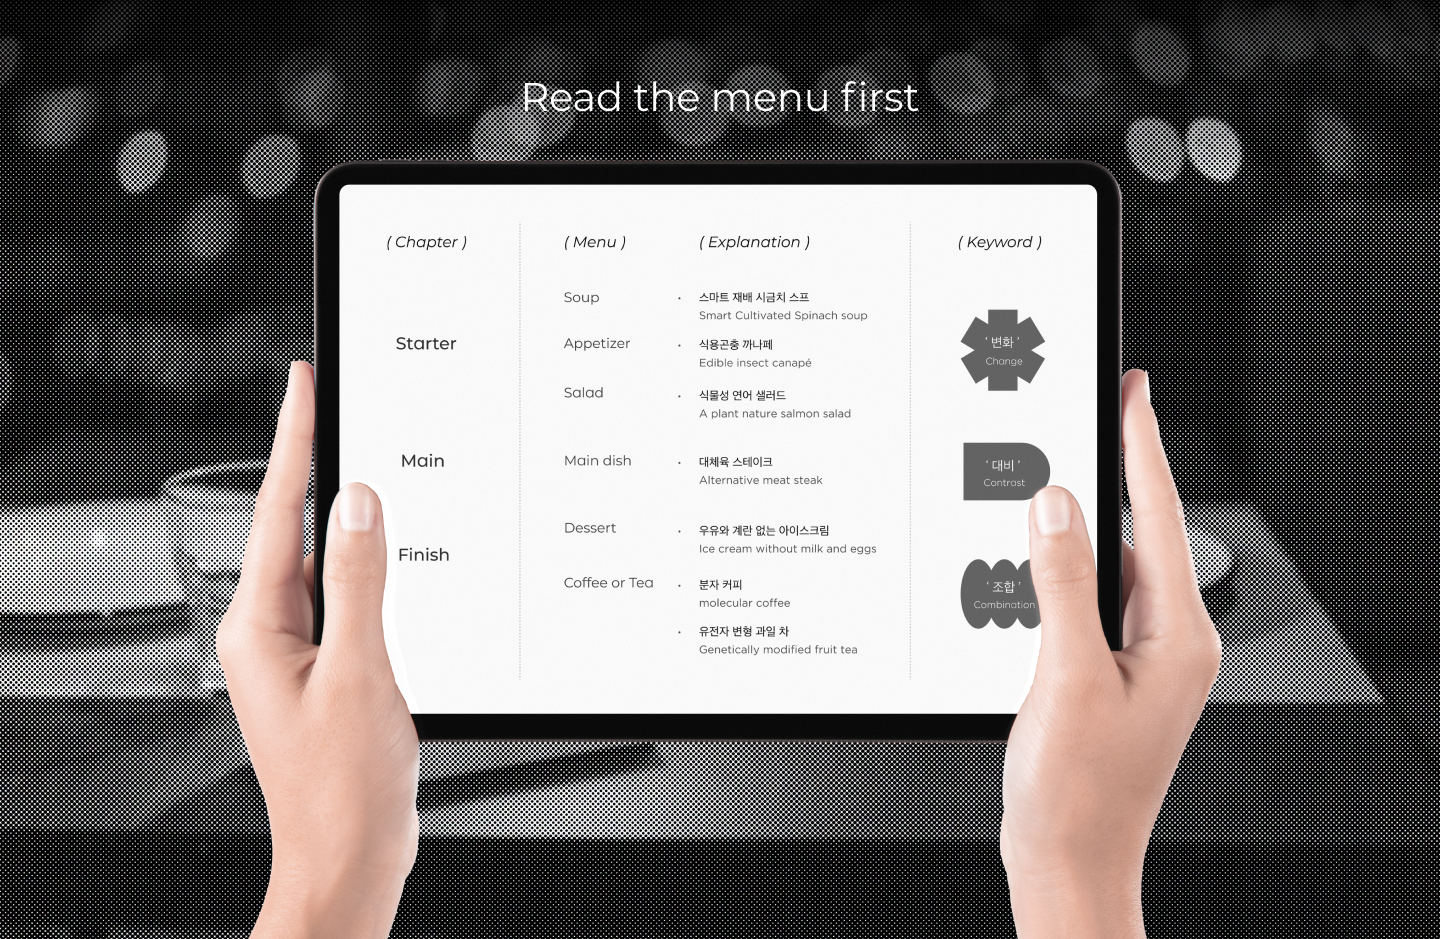 Read the menu first
( Chapter )
( Menu )
( Explanation )
( Keyword )
Starter
Soup
스마트 재배 시금치 스프
Smart Cultivated Spinach soup
Appetizer
식용곤충 까나페
Edible insect canapé
Salad
식물성 연어 샐러드
A plant nature salmon salad
‘ 변화 ’
Change
Main
Main dish
대체육 스테이크
Alternative meat steak
‘ 대비 ’
Contrast
Finish
Dessert
우유와 계란 없는 아이스크림
Ice cream without milk and eggs
Coffee or Tea
분자 커피
molecular coffee
유전자 변형 과일 차
Genetically modified fruit tea
‘ 조합 ’
Combination